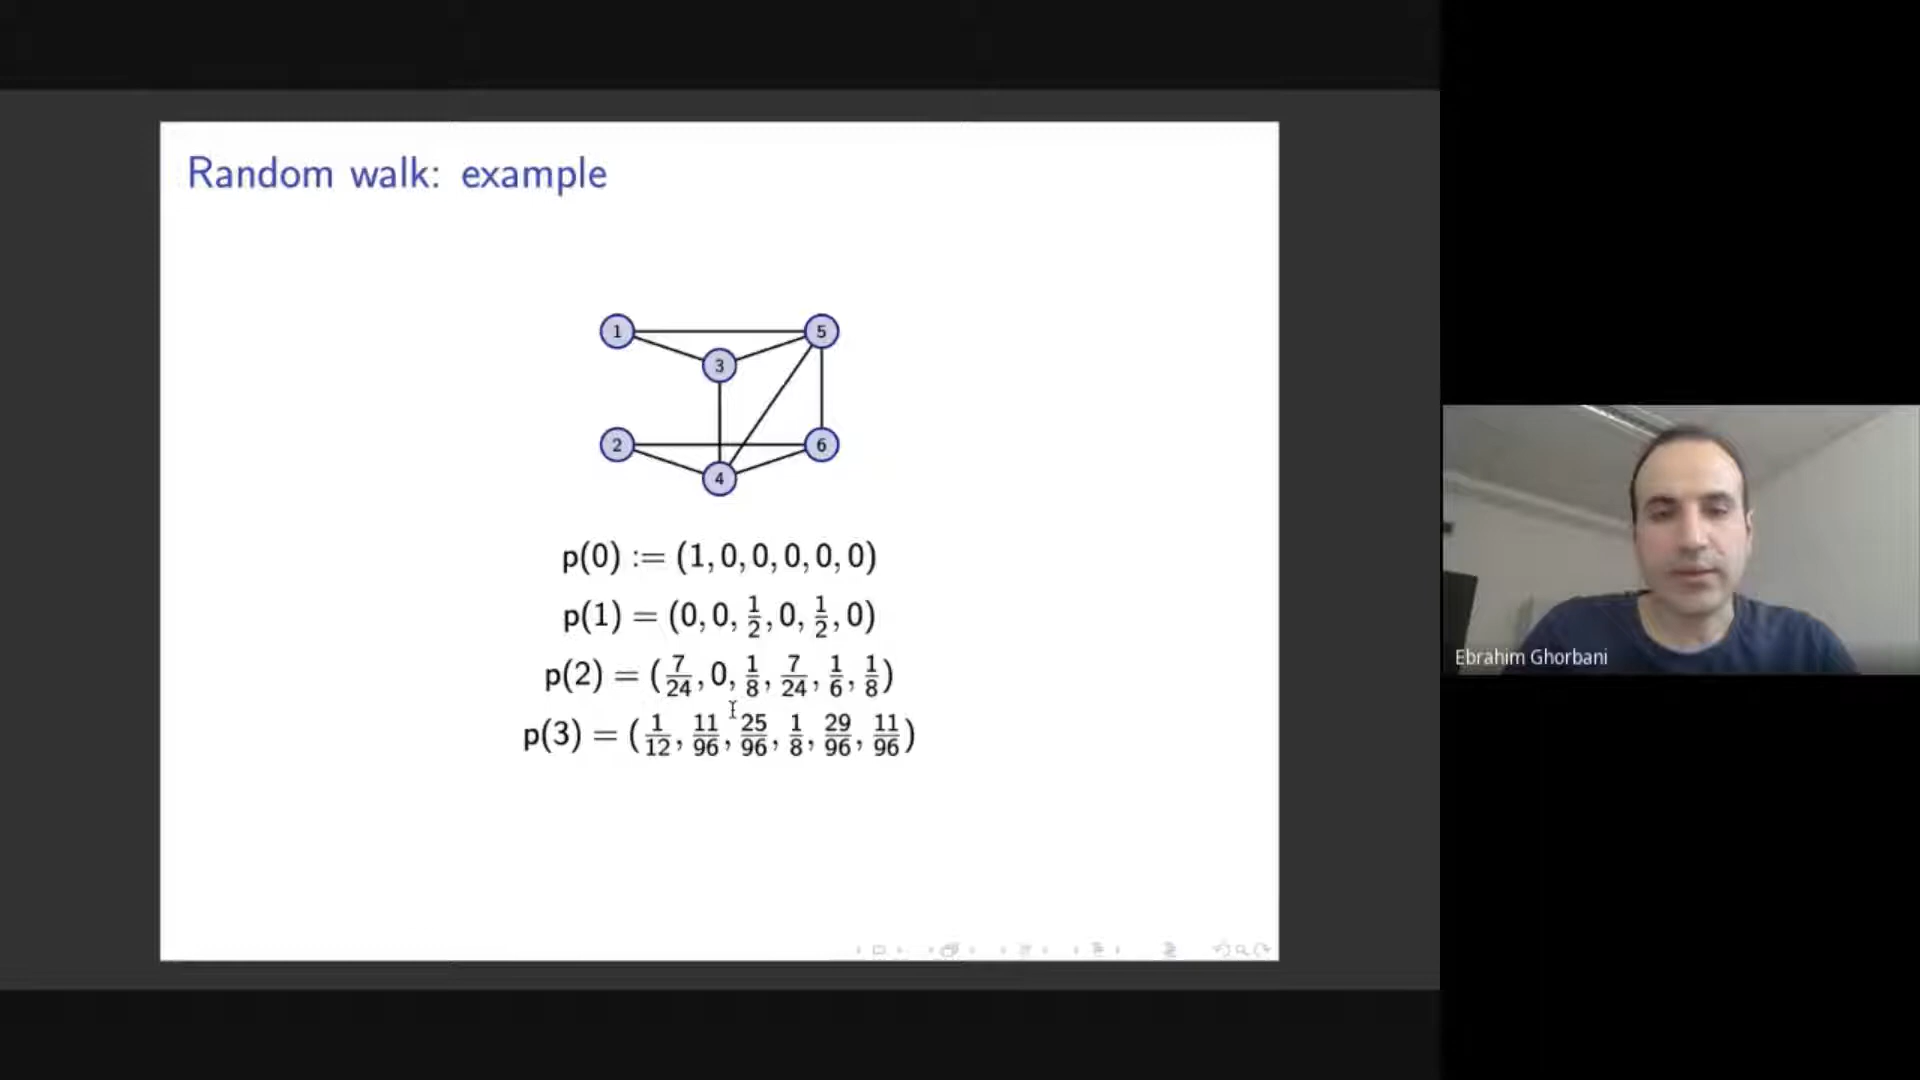 Random walk: example
1
5
3
2
6
4
p(0) := (1, 0, 0, 0, 0, 0)
p(1) = (0, 0, 1/2, 0, 1/2, 0)
p(2) = (7/24, 0, 1/8, 7/24, 1/6, 1/8)
p(3) = (1/12, 11/96, 25/96, 1/8, 29/96, 11/96)
Ebrahim Ghorbani